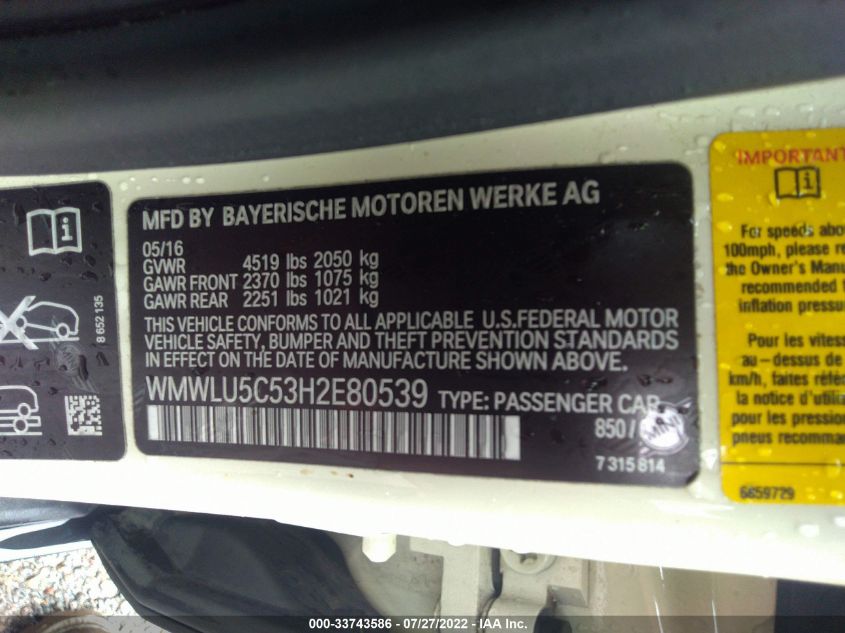 MFD BY BAYERISCHE MOTOREN WERKE AG
05/16
GVWR 4519 lbs 2050 kg
GAWR FRONT 2370 lbs 1075 kg
GAWR REAR 2251 lbs 1021 kg
THIS VEHICLE CONFORMS TO ALL APPLICABLE U.S.FEDERAL MOTOR
VEHICLE SAFETY, BUMPER AND THEFT PREVENTION STANDARDS
IN EFFECT ON THE DATE OF MANUFACTURE SHOWN ABOVE.
WMWLU5C53H2E80539 TYPE: PASSENGER CAR
850/
7 315 814
8 652 135
IMPORTANT
For speeds abov
100mph, please re
the Owner's Manu
recommended
inflation pressu
Pour les vitess
au-dessus de
km/h, faites référ
la notice d'uti
pour les pression
pneus recomman
6659729
000-33743586 - 07/27/2022 - IAA Inc.